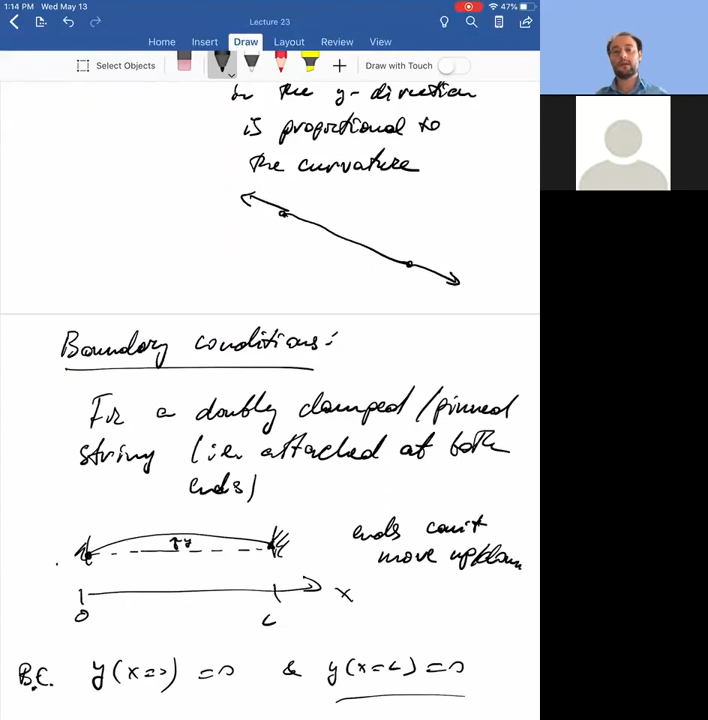 1:14 PM Wed May 13
47%
Lecture 23
Home Insert Draw Layout Review View
Select Objects
Draw with Touch
in the y-direction
is proportional to
the curvature
Boundary conditions:
For a doubly clamped/pinned
string (i.e. attached at both
ends)
y
ends can't
move up/down
x
0 L
B.C. y(x=0) =0 & y(x=L) =0